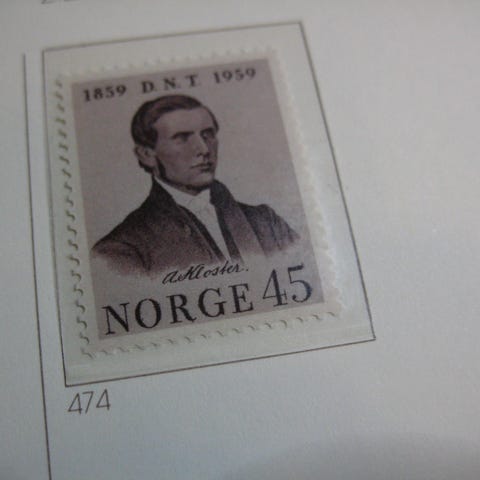 1859 D.N.T. 1959
A Kloster.
NORGE 45
474